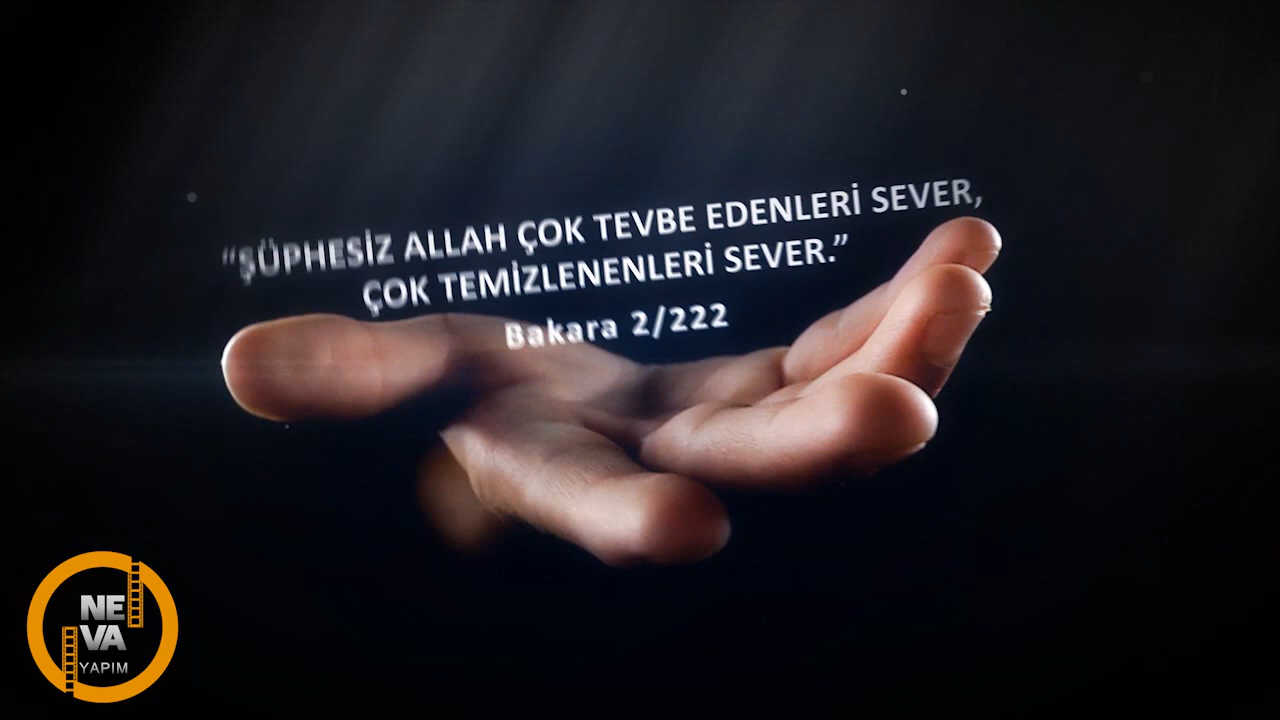 “ŞÜPHESİZ ALLAH ÇOK TEVBE EDENLERİ SEVER,
ÇOK TEMİZLENENLERİ SEVER.”
Bakara 2/222
NE
VA
YAPIM